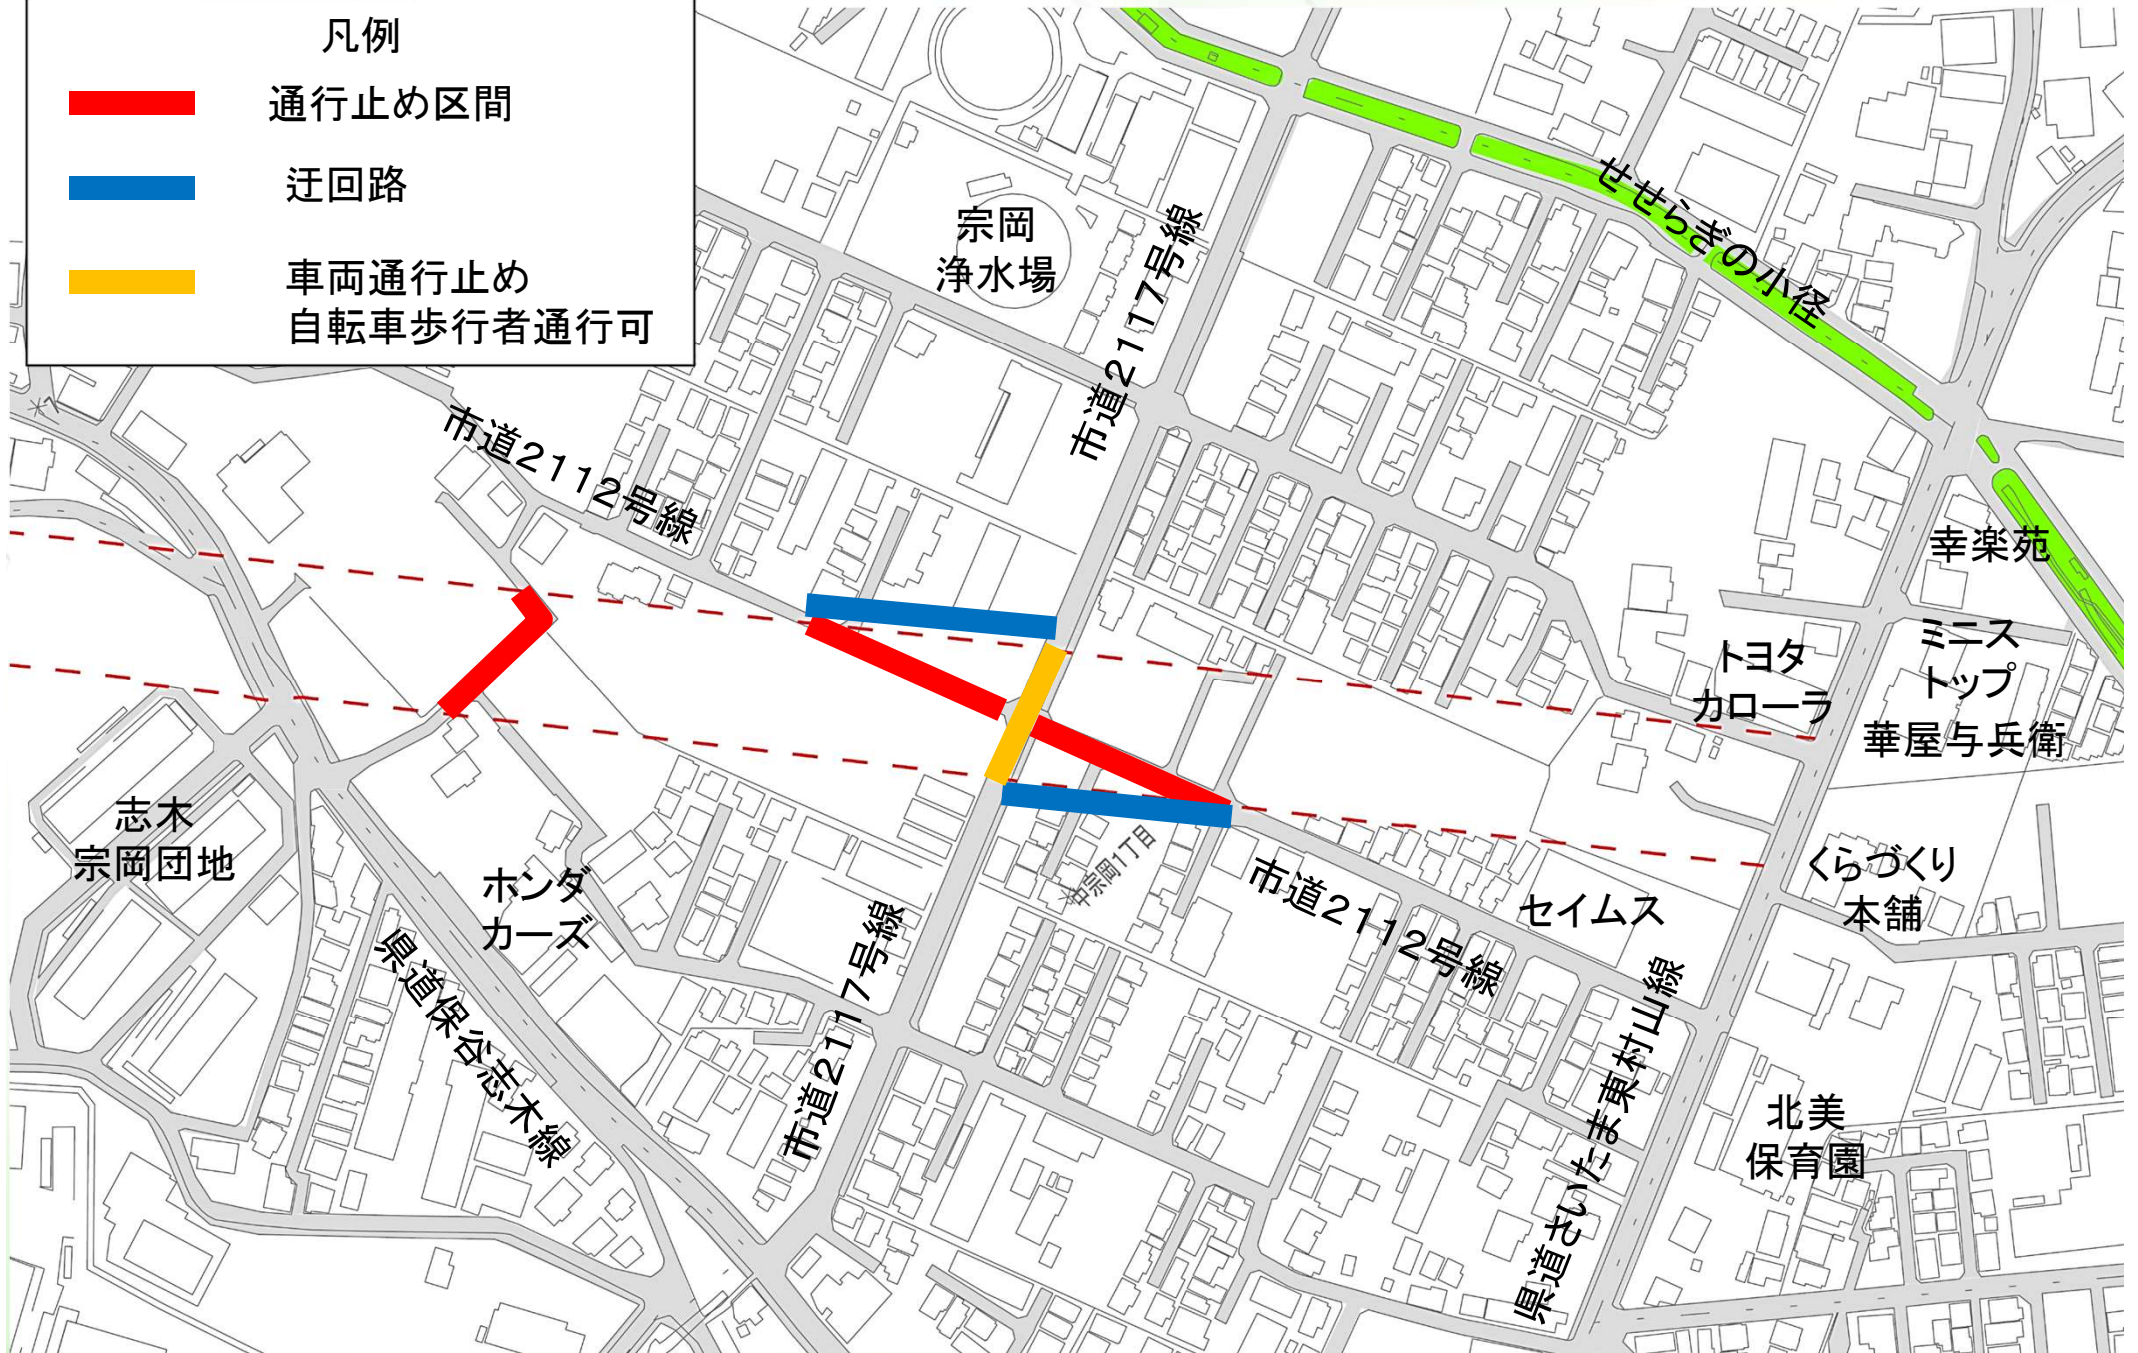 凡例
通行止め区間
迂回路
車両通行止め
自転車歩行者通行可
宗岡
浄水場
市道2117号線
せせらぎの小径
市道2112号線
幸楽苑
ミニス
トップ
トヨタ
カローラ
華屋与兵衛
志木
宗岡団地
ホンダ
カーズ
中宗岡1丁目
市道2112号線
セイムス
くらづくり
本舗
県道保谷志木線
市道2117号線
県道さいたま東村山線
北美
保育園